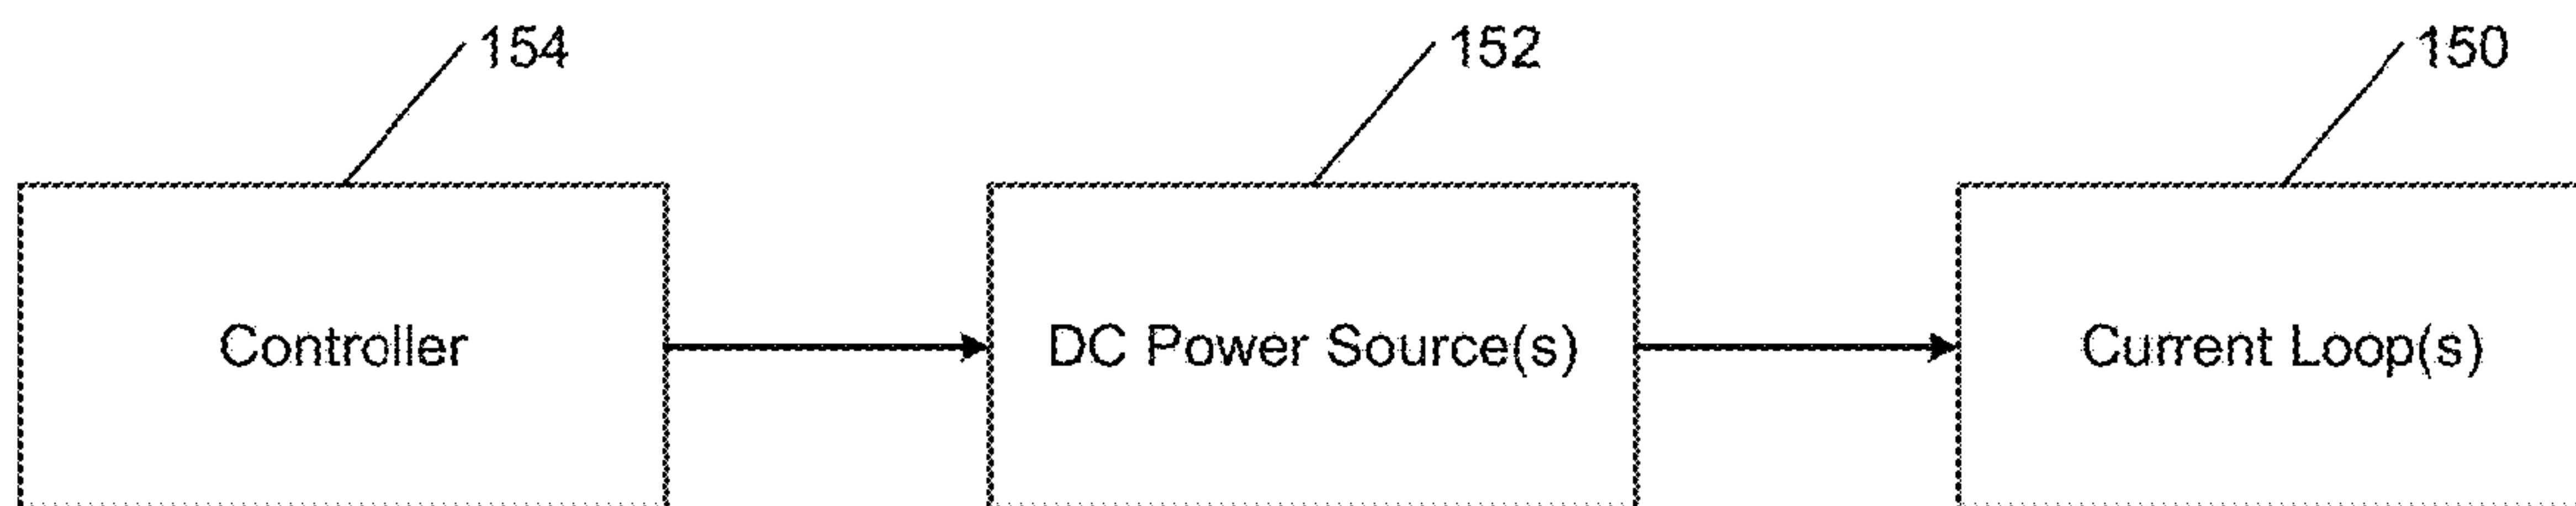 154
152
150
Controller
DC Power Source(s)
Current Loop(s)